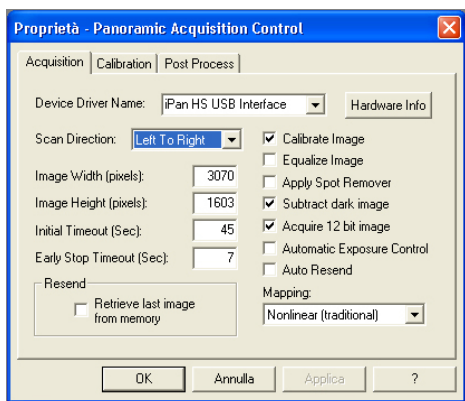 Proprietà - Panoramic Acquisition Control
Acquisition Calibration Post Process
Device Driver Name: iPan HS USB Interface Hardware Info
Scan Direction: Left To Right
Calibrate Image
Equalize Image
Image Width (pixels): 3070
Apply Spot Remover
Image Height (pixels): 1603
Subtract dark image
Initial Timeout (Sec): 45
Acquire 12 bit image
Early Stop Timeout (Sec): 7
Automatic Exposure Control
Auto Resend
Resend
Retrieve last image
from memory
Mapping:
Nonlinear (traditional)
OK Annulla Applica ?